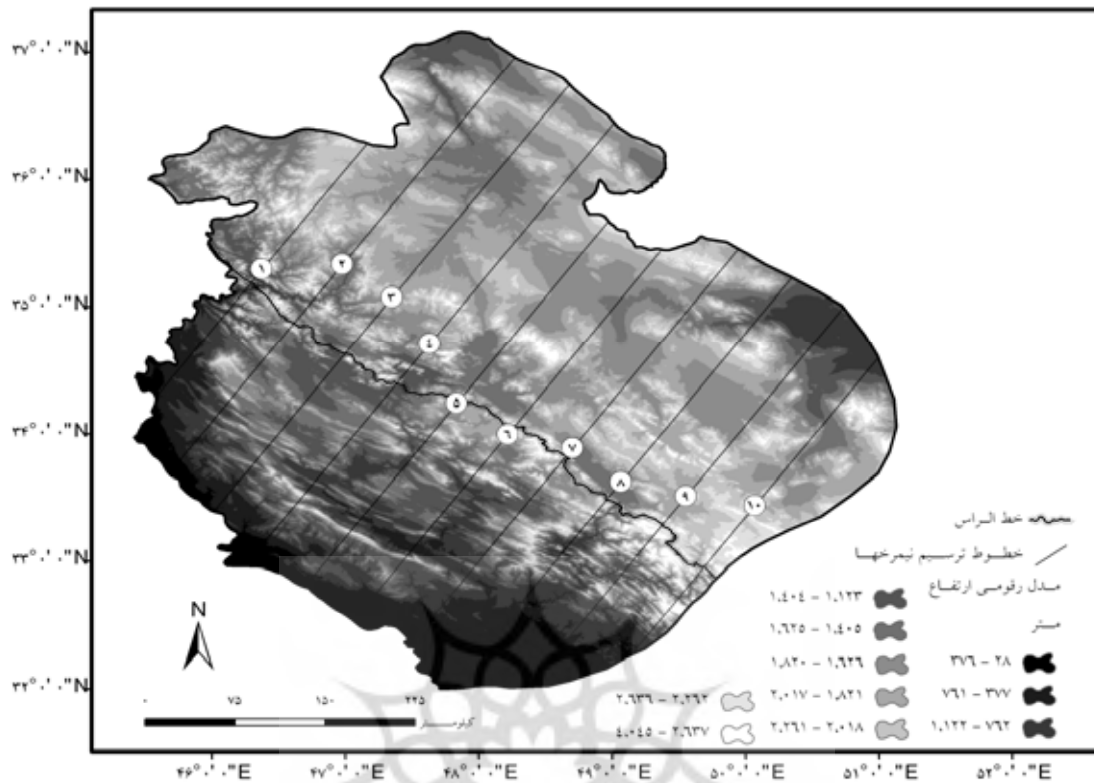 ۳۷°۰'۰"N
۳۶°۰'۰"N
۳۵°۰'۰"N
۳۴°۰'۰"N
۳۳°۰'۰"N
۳۲°۰'۰"N
۱
۲
۳
۴
۵
۶
۷
۸
۹
۱۰
خط الراس
خطوط ترسیم نیمرخها
مدل رقومی ارتفاع
متر
۲۸ - ۳۷۶
۳۷۷ - ۷۶۱
۷۶۲ - ۱،۱۲۲
۱،۱۲۳ - ۱،۴۰۴
۱،۴۰۵ - ۱،۶۲۵
۱،۶۲۶ - ۱،۸۲۰
۱،۸۲۱ - ۲،۰۱۷
۲،۰۱۸ - ۲،۲۶۱
۲،۲۶۲ - ۲،۶۳۶
۲،۶۳۷ - ۴،۰۴۵
N
۰ ۷۵ ۱۵۰ ۲۲۵
کیلومتر
۴۶°۰'۰"E ۴۷°۰'۰"E ۴۸°۰'۰"E ۴۹°۰'۰"E ۵۰°۰'۰"E ۵۱°۰'۰"E ۵۲°۰'۰"E